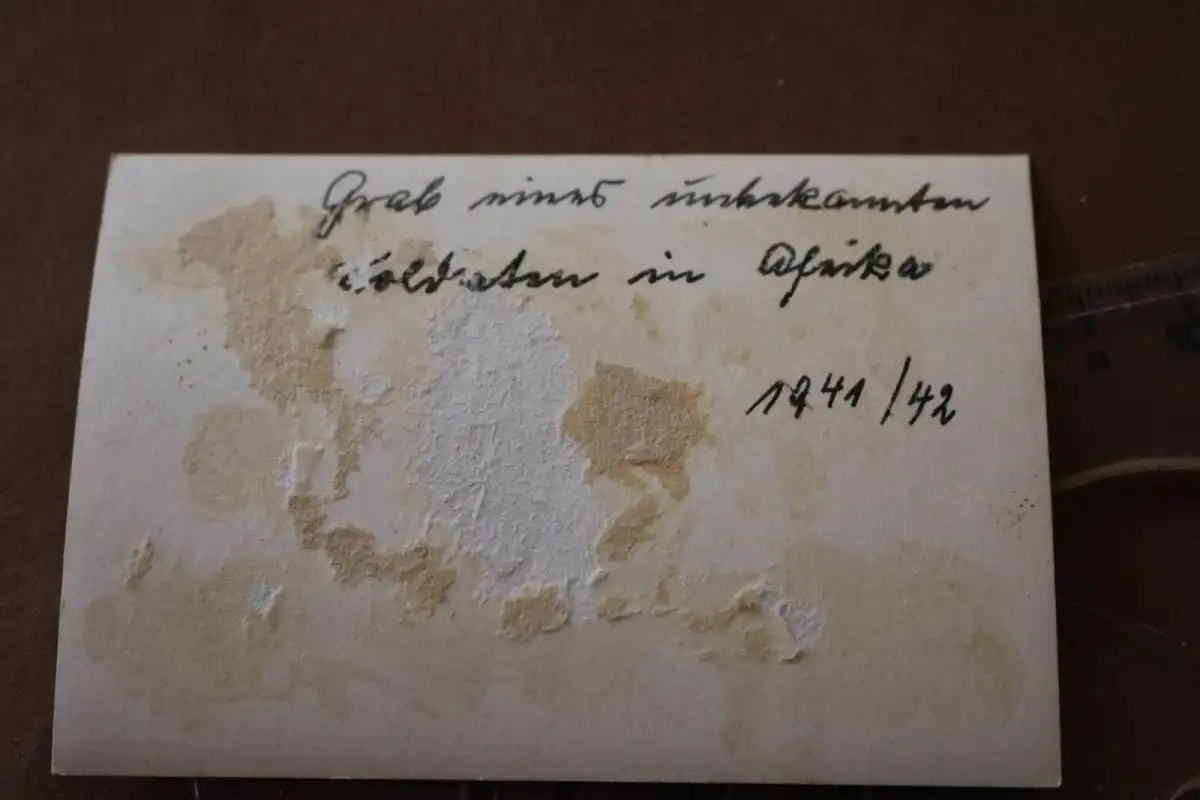 Grab eines unbekannten
Soldaten in Afrika
1941/42